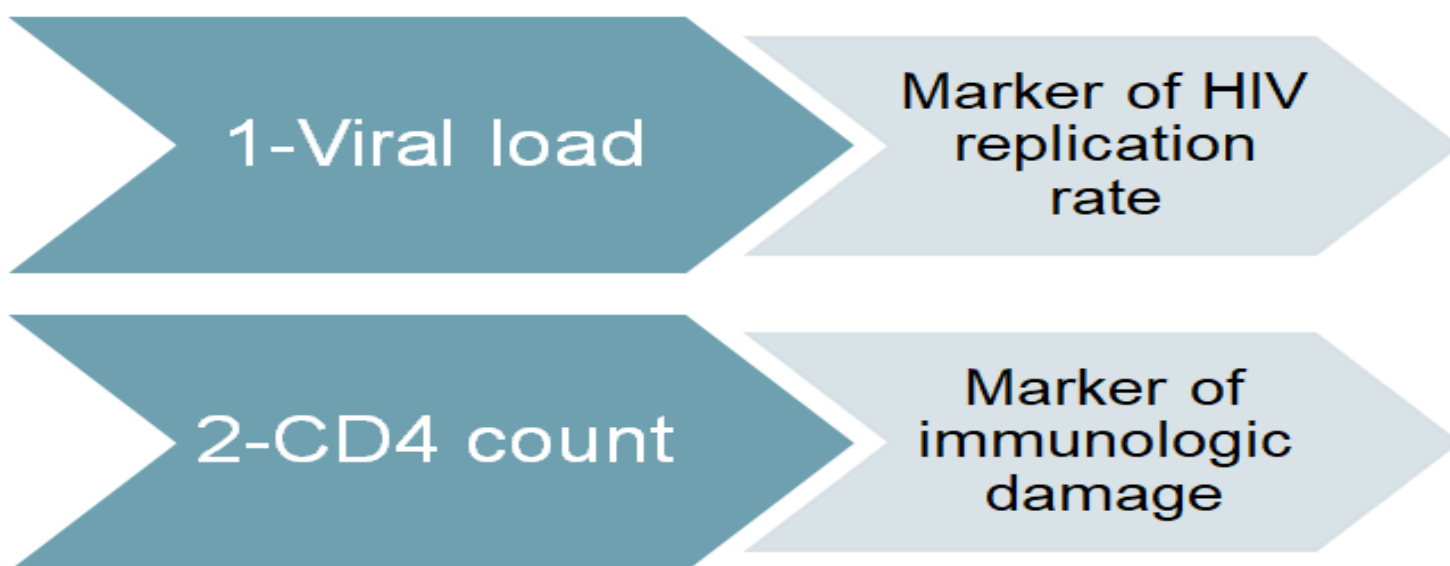 1-Viral load
Marker of HIV
replication
rate
2-CD4 count
Marker of
immunologic
damage